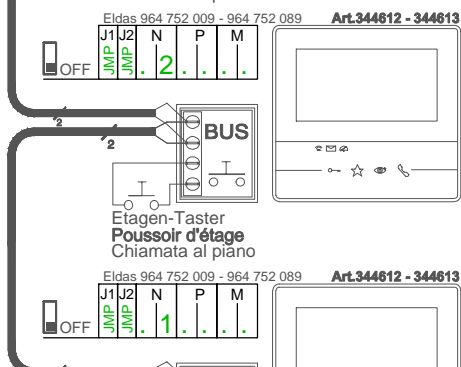 Eldas 964 752 009 - 964 752 089 Art.344612 - 344613
J1 J2 N P M
OFF JMP JMP . 2 . . . .
2
2
BUS
Etagen-Taster
Poussoir d'étage
Chiamata al piano
Eldas 964 752 009 - 964 752 089 Art.344612 - 344613
J1 J2 N P M
OFF JMP JMP . 1 . . . .